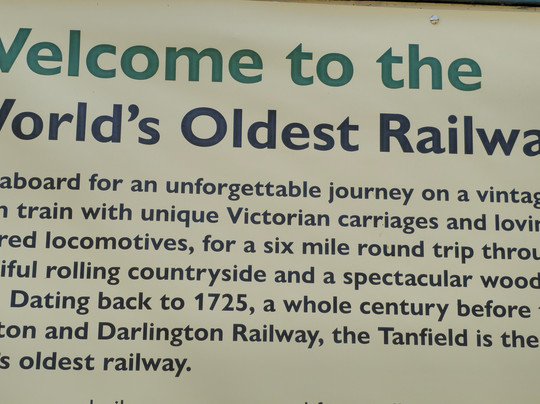 Welcome to the
World's Oldest Railwa
aboard for an unforgettable journey on a vintag
n train with unique Victorian carriages and lovin
red locomotives, for a six mile round trip throu
iful rolling countryside and a spectacular wood
Dating back to 1725, a whole century before
ton and Darlington Railway, the Tanfield is the
's oldest railway.